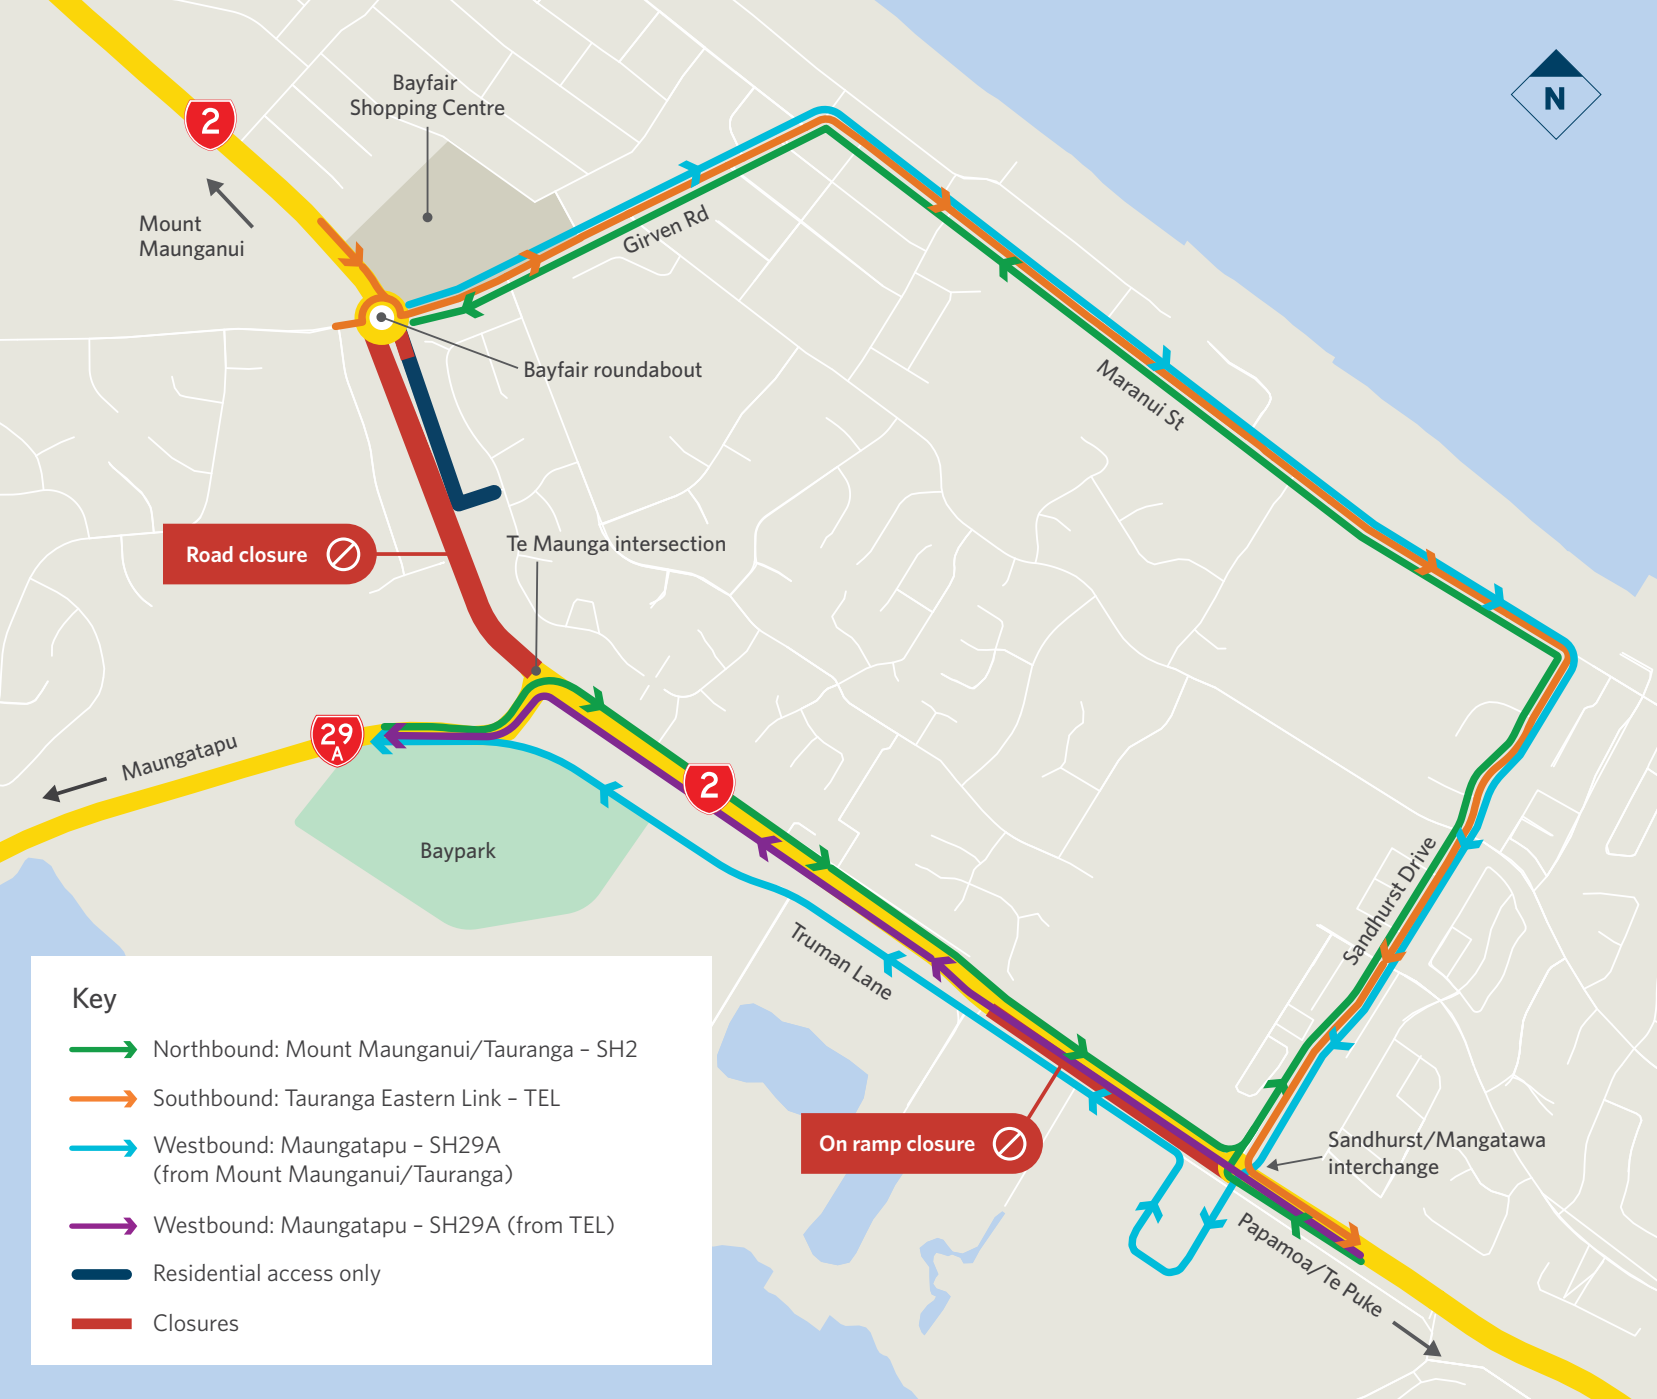 N
Bayfair
Shopping Centre
2
Mount
Maunganui
Girven Rd
Bayfair roundabout
Maranui St
Road closure
Te Maunga intersection
29
A
Maungatapu
2
Baypark
Sandhurst Drive
Truman Lane
On ramp closure
Sandhurst/Mangatawa
interchange
Papamoa/Te Puke
Key
Northbound: Mount Maunganui/Tauranga – SH2
Southbound: Tauranga Eastern Link – TEL
Westbound: Maungatapu – SH29A
(from Mount Maunganui/Tauranga)
Westbound: Maungatapu – SH29A (from TEL)
Residential access only
Closures